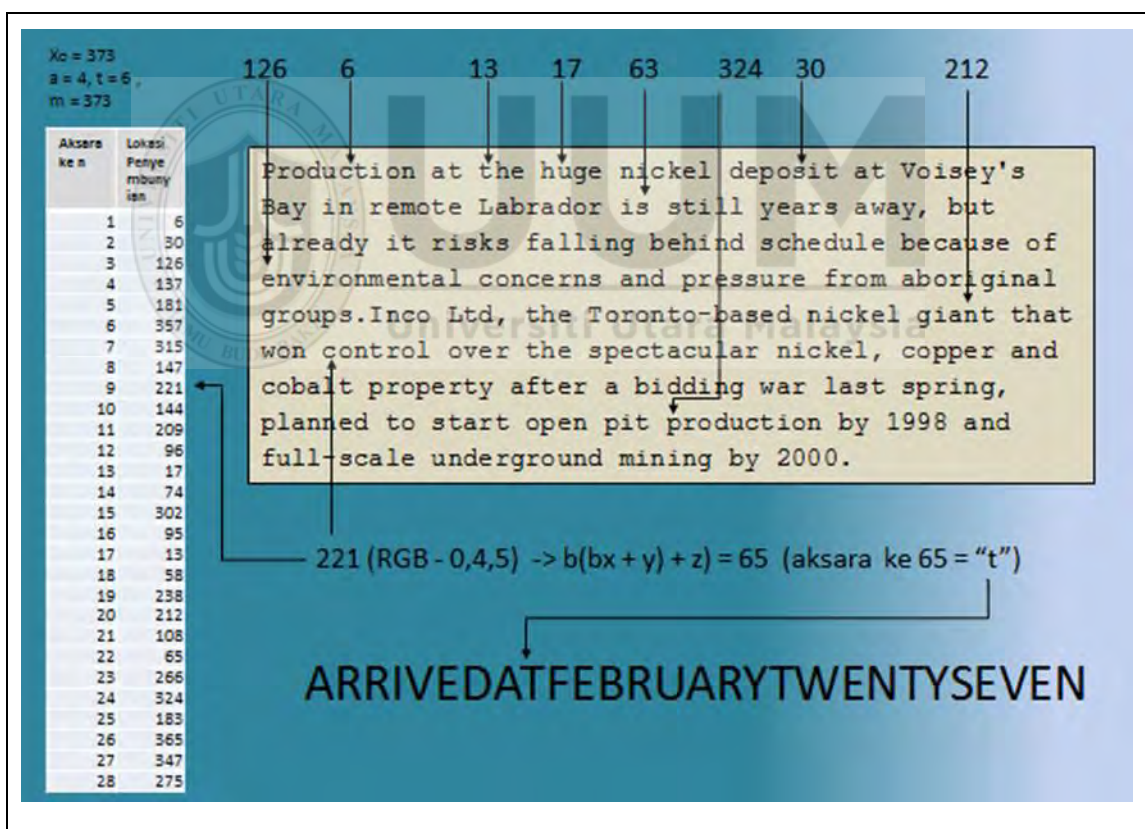 Xo = 373
a = 4, t = 6 ,
m = 373
126 6 13 17 63 324 30 212
Aksara ke n
Lokasi Penye mbuny ian
1 6
2 30
3 126
4 137
5 181
6 357
7 315
8 147
9 221
10 144
11 209
12 96
13 17
14 74
15 302
16 95
17 13
18 58
19 238
20 212
21 108
22 65
23 266
24 324
25 183
26 365
27 347
28 275
Production at the huge nickel deposit at Voisey's
Bay in remote Labrador is still years away, but
already it risks falling behind schedule because of
environmental concerns and pressure from aboriginal
groups.Inco Ltd, the Toronto-based nickel giant that
won control over the spectacular nickel, copper and
cobalt property after a bidding war last spring,
planned to start open pit production by 1998 and
full-scale underground mining by 2000.
221 (RGB - 0,4,5) -> b(bx + y) + z) = 65 (aksara ke 65 = “t”)
ARRIVEDATFEBRUARYTWENTYSEVEN
UUM
Universiti Utara Malaysia